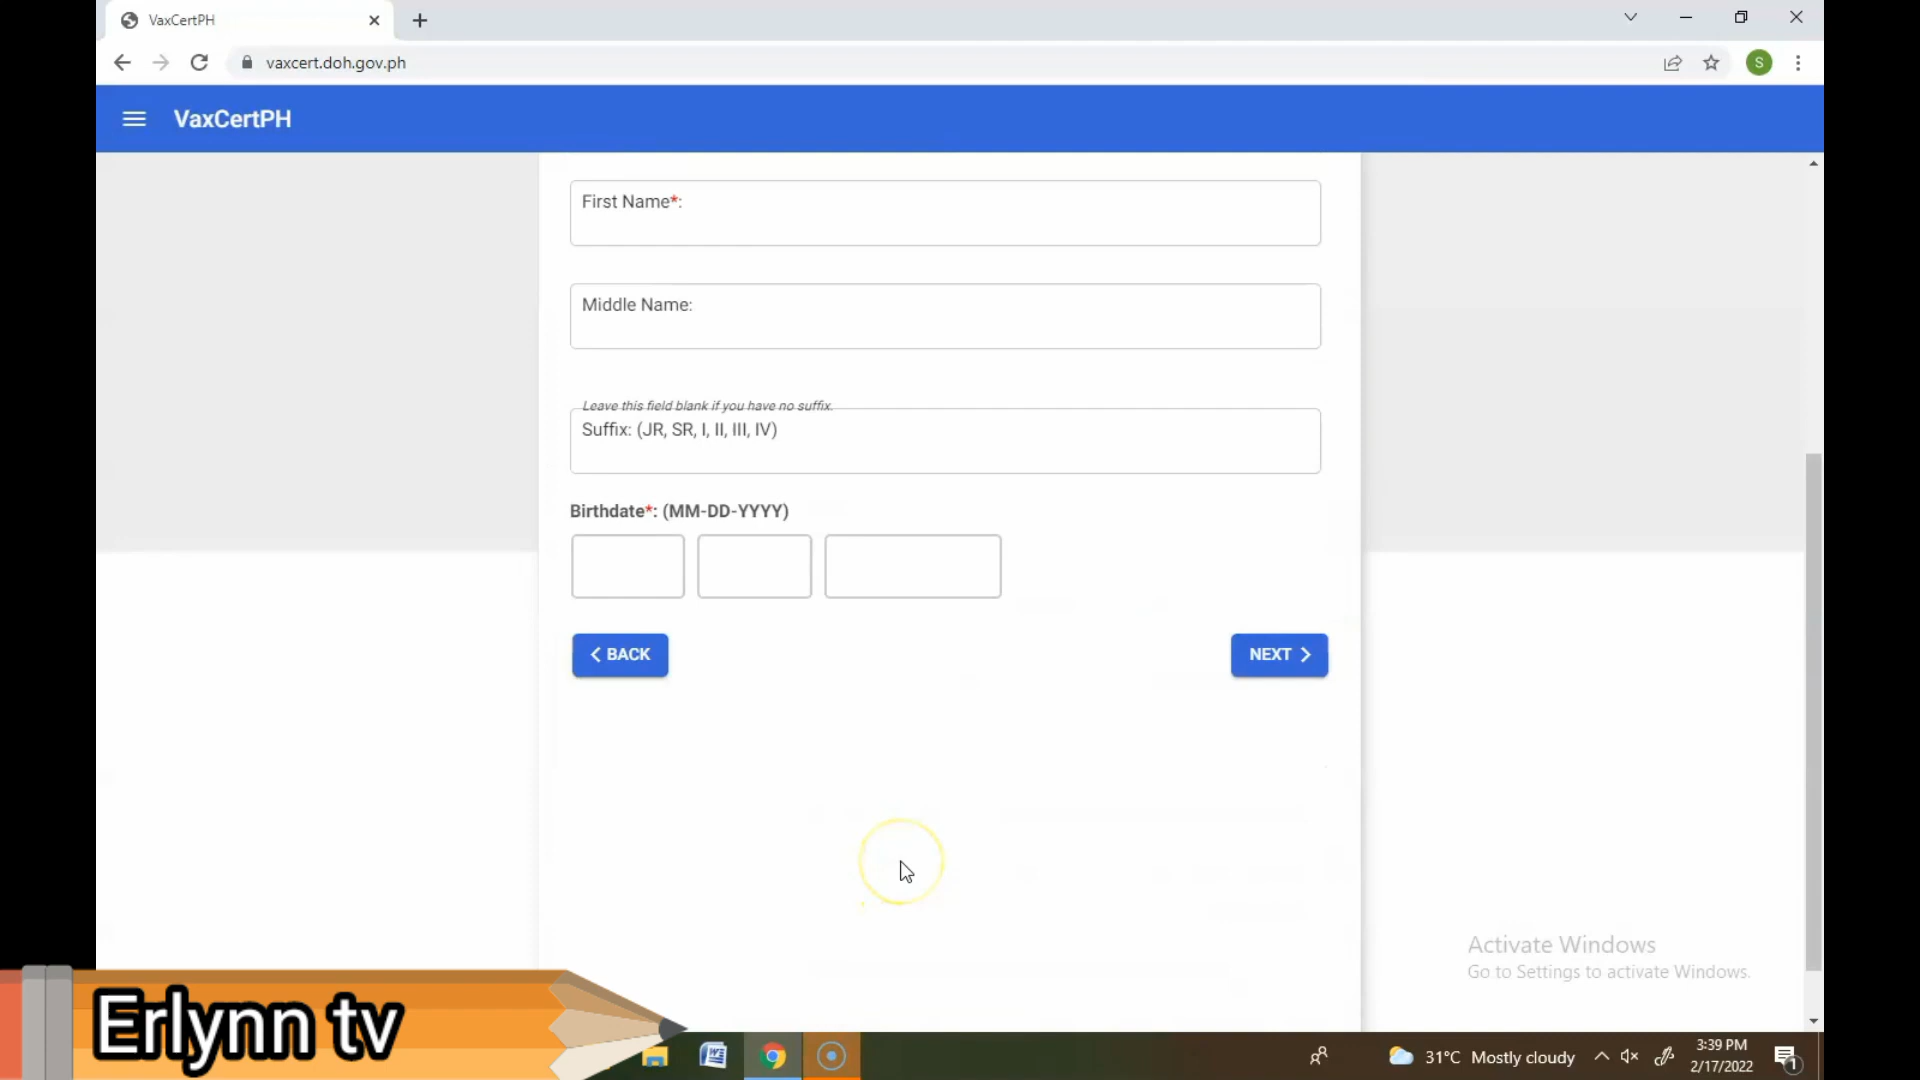 VaxCertPH
vaxcert.doh.gov.ph
S
VaxCertPH
First Name*:
Middle Name:
Leave this field blank if you have no suffix.
Suffix: (JR, SR, I, II, III, IV)
Birthdate*: (MM-DD-YYYY)
BACK
NEXT
Activate Windows
Go to Settings to activate Windows.
Erlynn tv
31°C Mostly cloudy
3:39 PM
2/17/2022
1